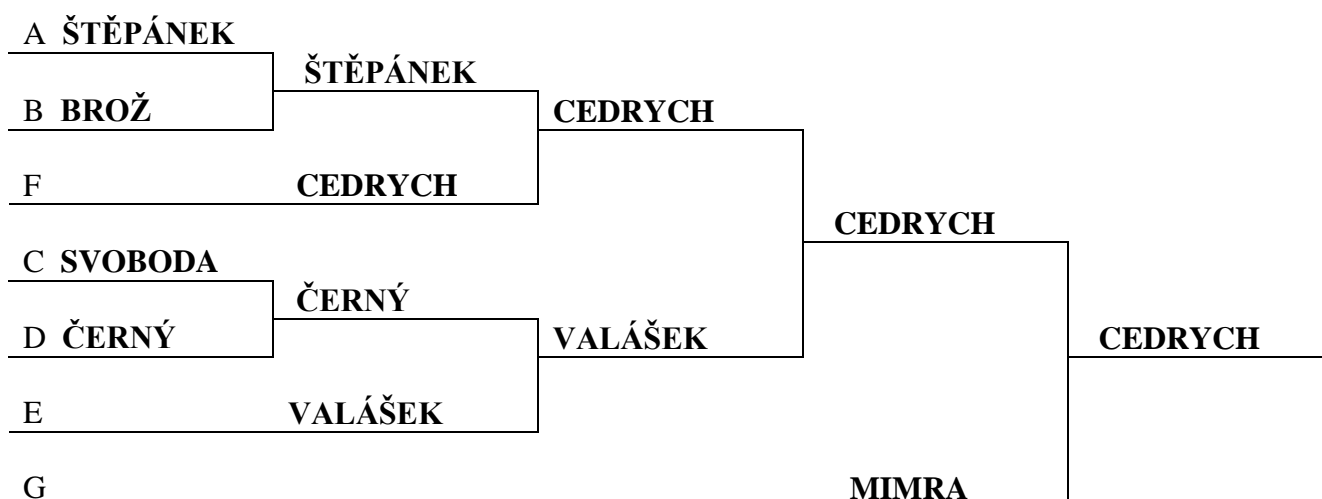 A ŠTĚPÁNEK
ŠTĚPÁNEK
B BROŽ
CEDRYCH
F CEDRYCH
CEDRYCH
C SVOBODA
ČERNÝ
D ČERNÝ
VALÁŠEK
CEDRYCH
E VALÁŠEK
G MIMRA